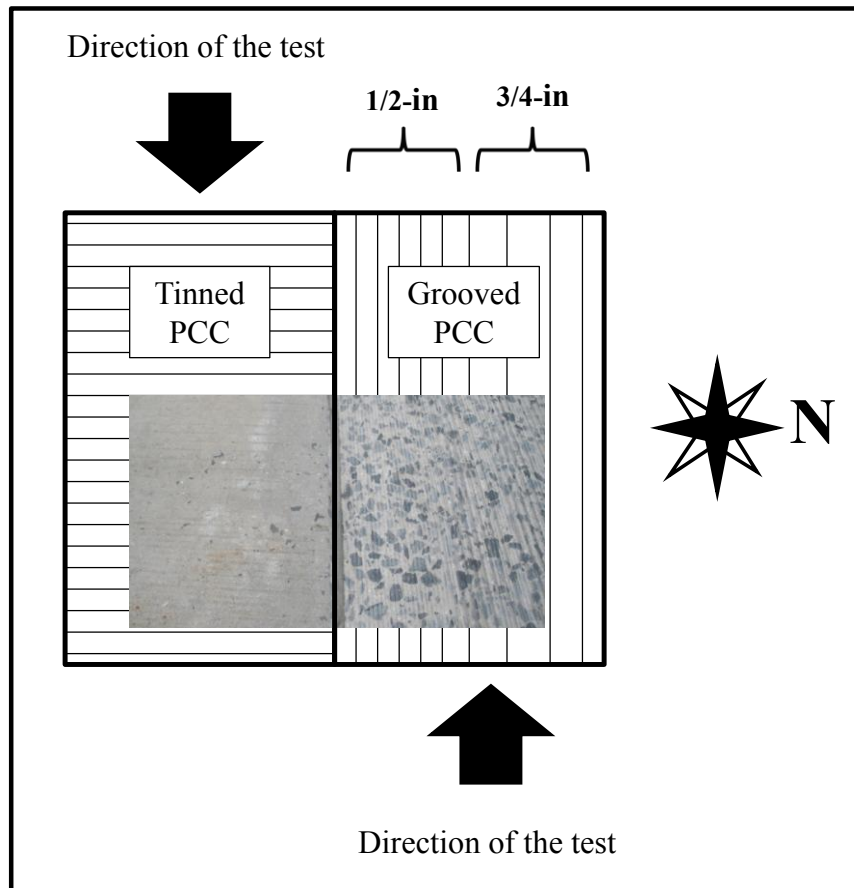 Direction of the test
1/2-in
3/4-in
Tinned
PCC
Grooved
PCC
N
Direction of the test